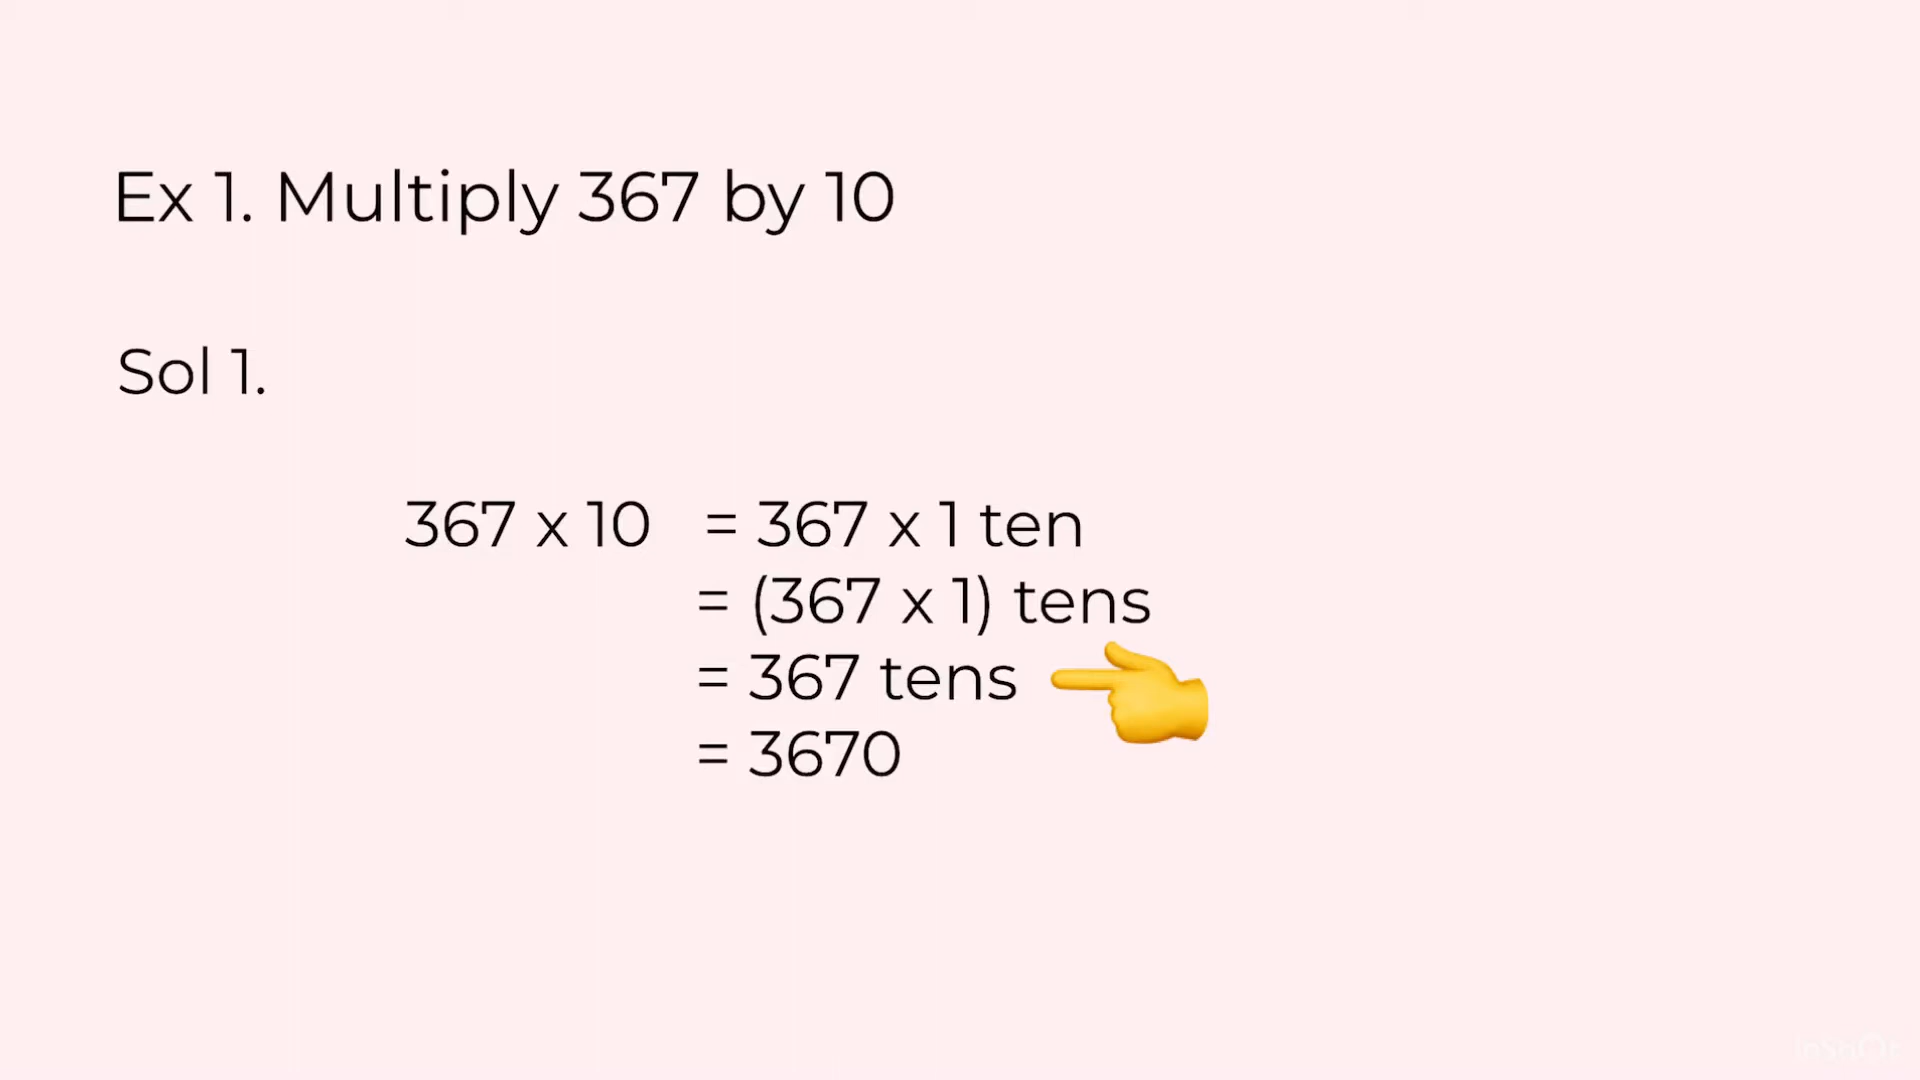 Ex 1. Multiply 367 by 10
Sol 1.
367 x 10 = 367 x 1 ten
= (367 x 1) tens
= 367 tens
= 3670